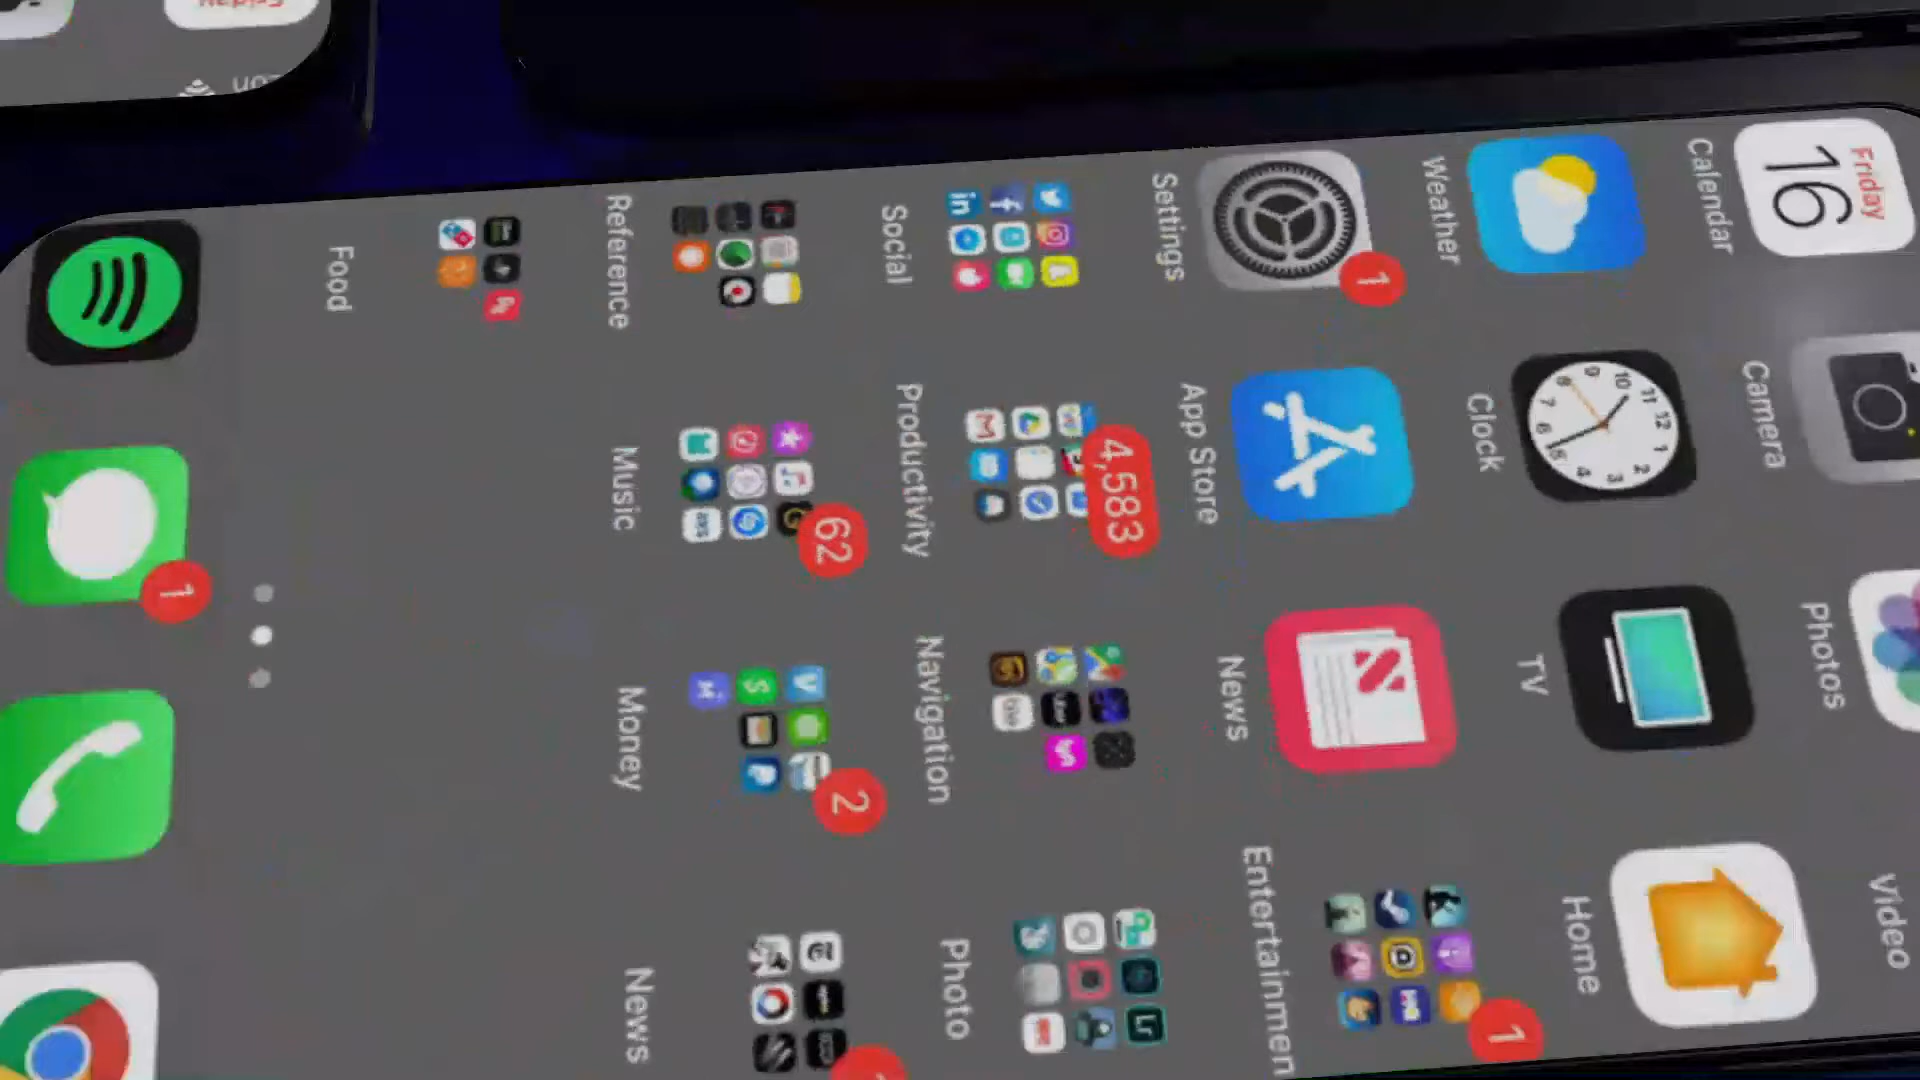 Friday
16
Calendar
Camera
Photos
Video
Weather
Clock
TV
Home
1
Settings
App Store
News
1
Entertainmen
Social
4,583
Productivity
Navigation
Photo
Reference
62
Music
2
Money
News
Food
1